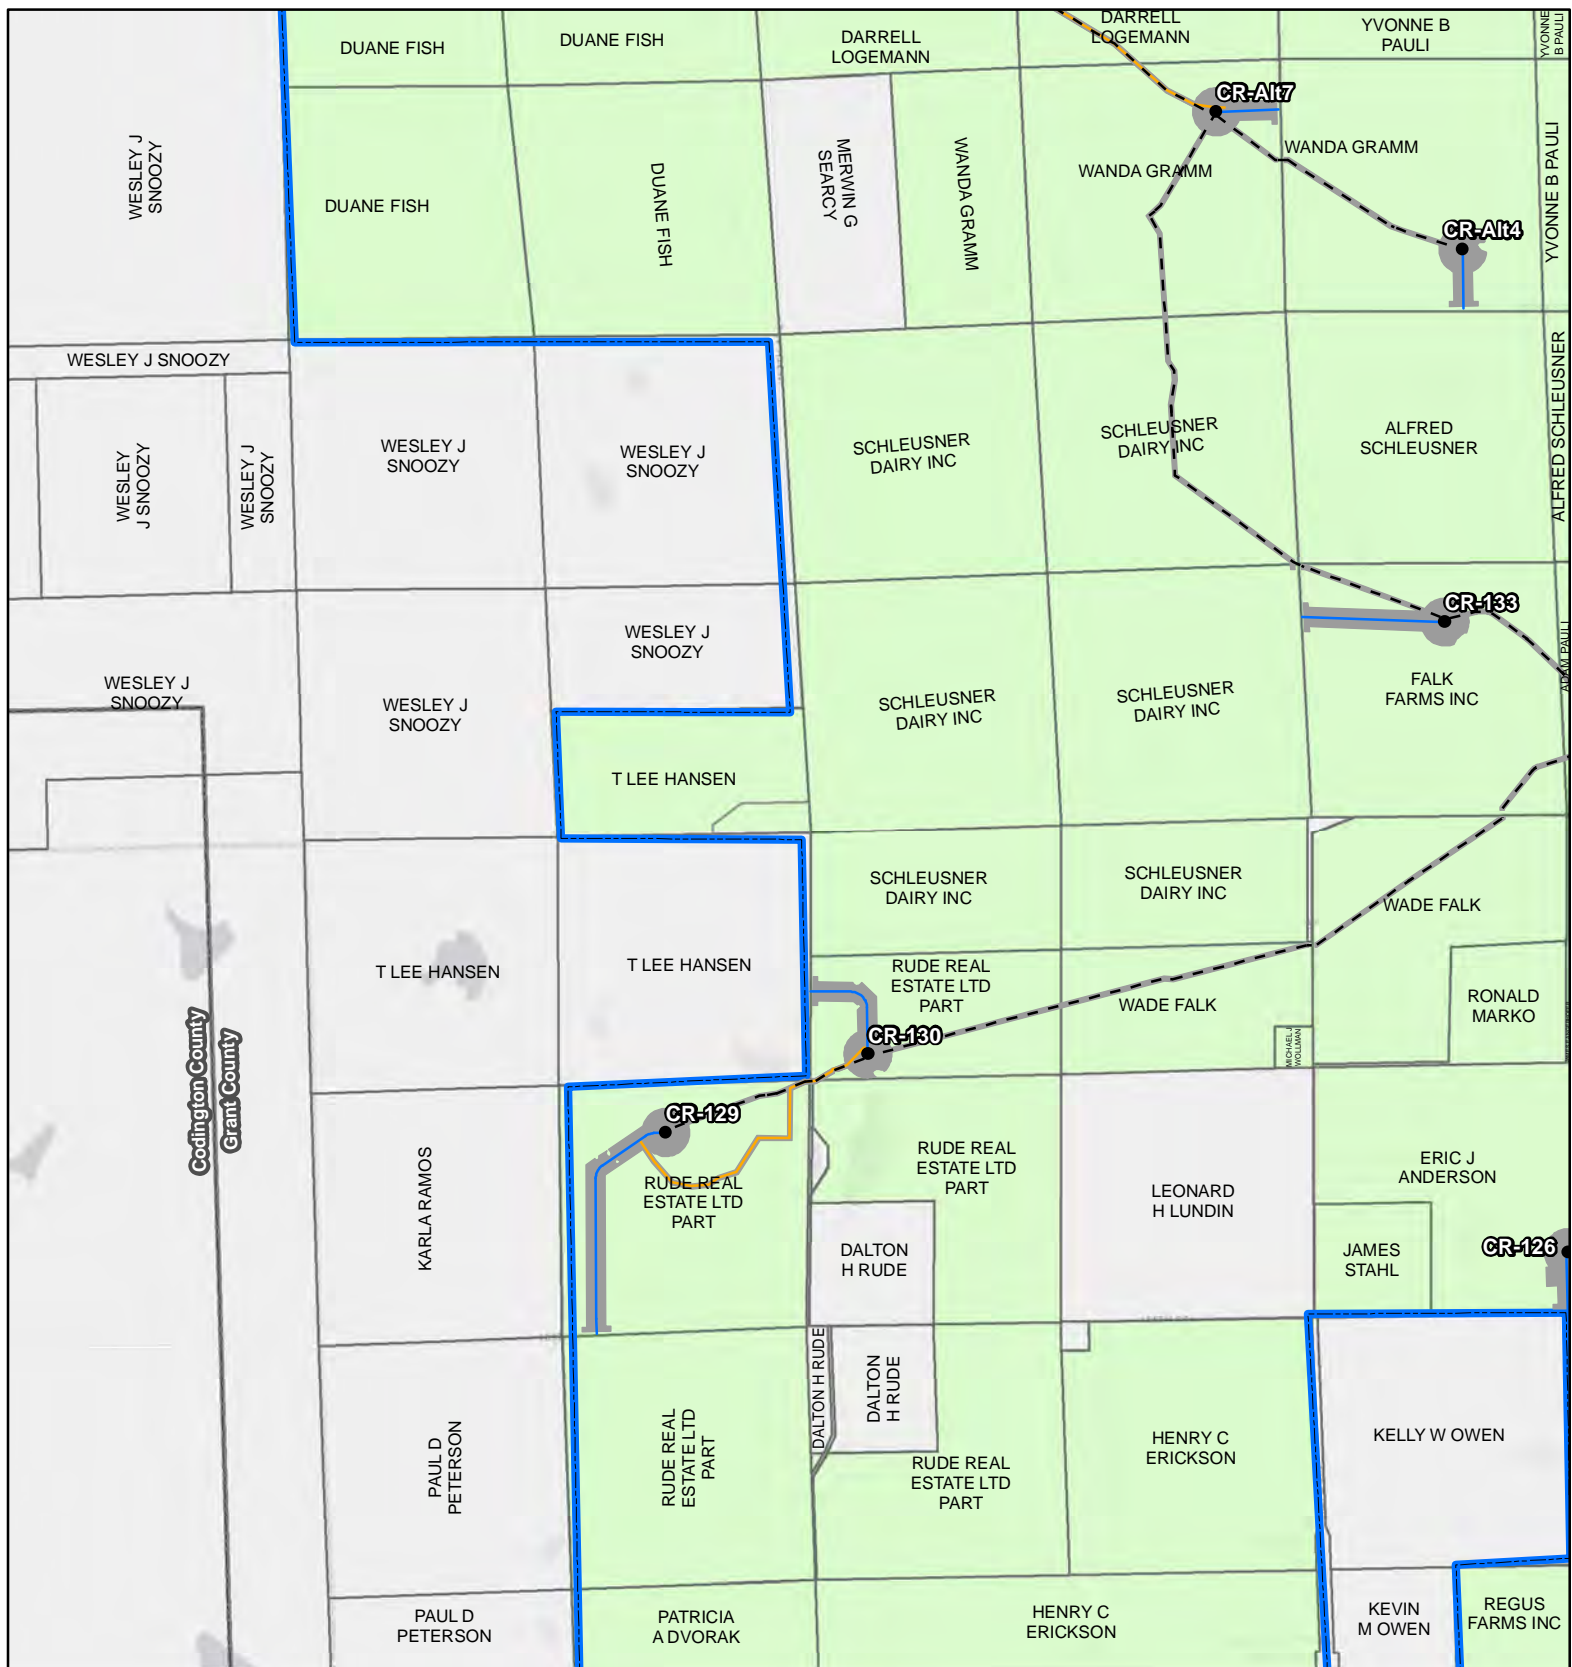 DUANE FISH
DUANE FISH
DARRELL
LOGEMANN
DARRELL
LOGEMANN
YVONNE B
PAULI
YVONNE
B PAULI
WESLEY J
SNOOZY
DUANE FISH
DUANE FISH
MERWIN G
SEARCY
WANDA GRAMM
WANDA GRAMM
CR-Alt7
WANDA GRAMM
CR-Alt4
YVONNE B PAULI
WESLEY J SNOOZY
WESLEY
J SNOOZY
WESLEY J
SNOOZY
WESLEY J
SNOOZY
WESLEY J
SNOOZY
SCHLEUSNER
DAIRY INC
SCHLEUSNER
DAIRY INC
ALFRED
SCHLEUSNER
ALFRED SCHLEUSNER
WESLEY J
SNOOZY
WESLEY J
SNOOZY
WESLEY J
SNOOZY
SCHLEUSNER
DAIRY INC
SCHLEUSNER
DAIRY INC
CR-133
FALK
FARMS INC
ADAM PAULI
T LEE HANSEN
SCHLEUSNER
DAIRY INC
SCHLEUSNER
DAIRY INC
WADE FALK
T LEE HANSEN
T LEE HANSEN
RUDE REAL
ESTATE LTD
PART
WADE FALK
RONALD
MARKO
MICHAEL J
WOLLMAN
CR-130
Codington County
Grant County
KARLA RAMOS
CR-129
RUDE REAL
ESTATE LTD
PART
RUDE REAL
ESTATE LTD
PART
LEONARD
H LUNDIN
ERIC J
ANDERSON
DALTON
H RUDE
JAMES
STAHL
CR-126
PAUL D
PETERSON
RUDE REAL
ESTATE LTD
PART
DALTON H RUDE
DALTON
H RUDE
RUDE REAL
ESTATE LTD
PART
HENRY C
ERICKSON
KELLY W OWEN
PAUL D
PETERSON
PATRICIA
A DVORAK
HENRY C
ERICKSON
KEVIN
M OWEN
REGUS
FARMS INC